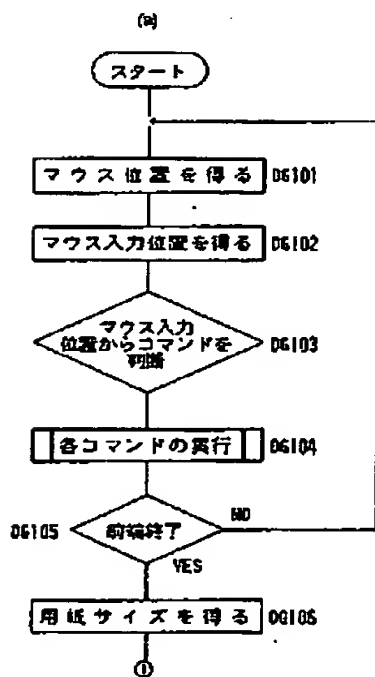 (a)
スタート
マウス位置を得る DG101
マウス入力位置を得る DG102
マウス入力
位置からコマンドを
判断
DG103
各コマンドの実行 DG104
DG105
終了
NO
YES
用紙サイズを得る DG106
①